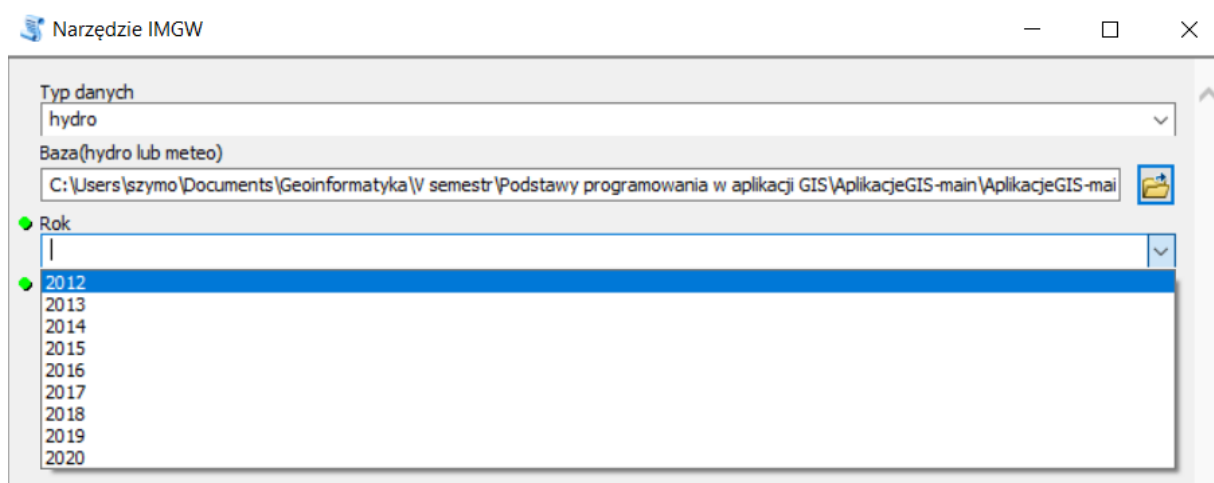 Narzędzie IMGW
Typ danych
hydro
Baza(hydro lub meteo)
C:\Users\szymo\Documents\Geoinformatyka\V semestr\Podstawy programowania w aplikacji GIS\AplikacjeGIS-main\AplikacjeGIS-mai
Rok
2012
2013
2014
2015
2016
2017
2018
2019
2020